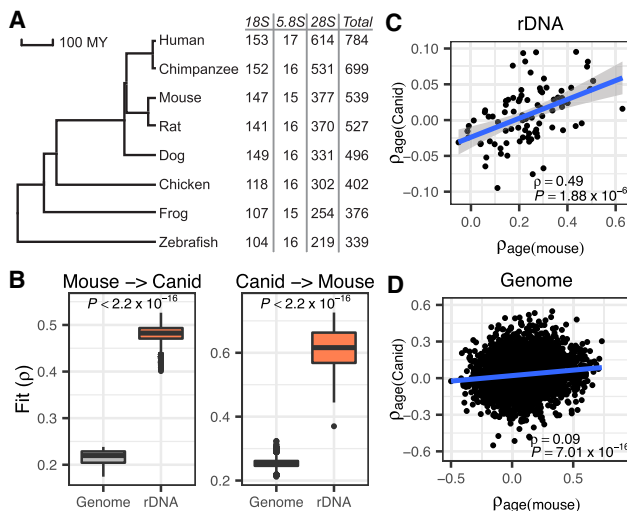 A
100 MY
18S 5.8S 28S Total
Human 153 17 614 784
Chimpanzee 152 16 531 699
Mouse 147 15 377 539
Rat 141 16 370 527
Dog 149 16 331 496
Chicken 118 16 302 402
Frog 107 15 254 376
Zebrafish 104 16 219 339
B
Mouse –> Canid
P < 2.2 x 10⁻¹⁶
Fit (ρ)
0.5
0.4
0.3
0.2
Genome rDNA
Canid –> Mouse
P < 2.2 x 10⁻¹⁶
0.6
0.4
0.2
Genome rDNA
C
rDNA
ρage(Canid)
0.10
0.05
0.00
−0.05
−0.10
ρ = 0.49
P = 1.88 x 10⁻⁶
0.0 0.2 0.4 0.6
ρage(mouse)
D
Genome
ρage(Canid)
0.6
0.3
0.0
−0.3
−0.6
ρ = 0.09
P = 7.01 x 10⁻¹⁶
−0.5 0.0 0.5
ρage(mouse)